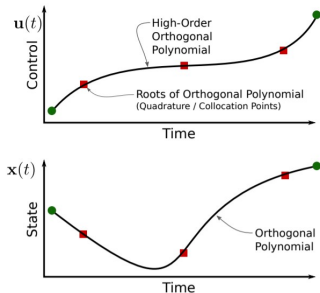 u(t)
High-Order
Orthogonal
Polynomial
Control
Roots of Orthogonal Polynomial
(Quadrature / Collocation Points)
Time
x(t)
State
Orthogonal
Polynomial
Time